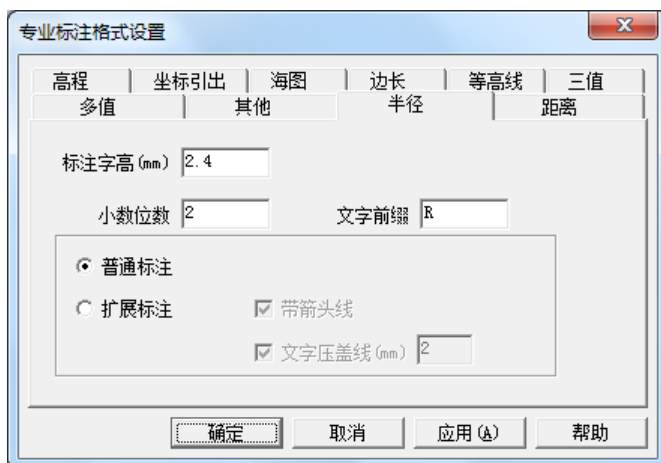 专业标注格式设置
高程 坐标引出 海图 边长 等高线 三值
多值 其他 半径 距离
标注字高(mm) 2.4
小数位数 2 文字前缀 R
普通标注
扩展标注 带箭头线
文字压盖线(mm) 2
确定 取消 应用(A) 帮助